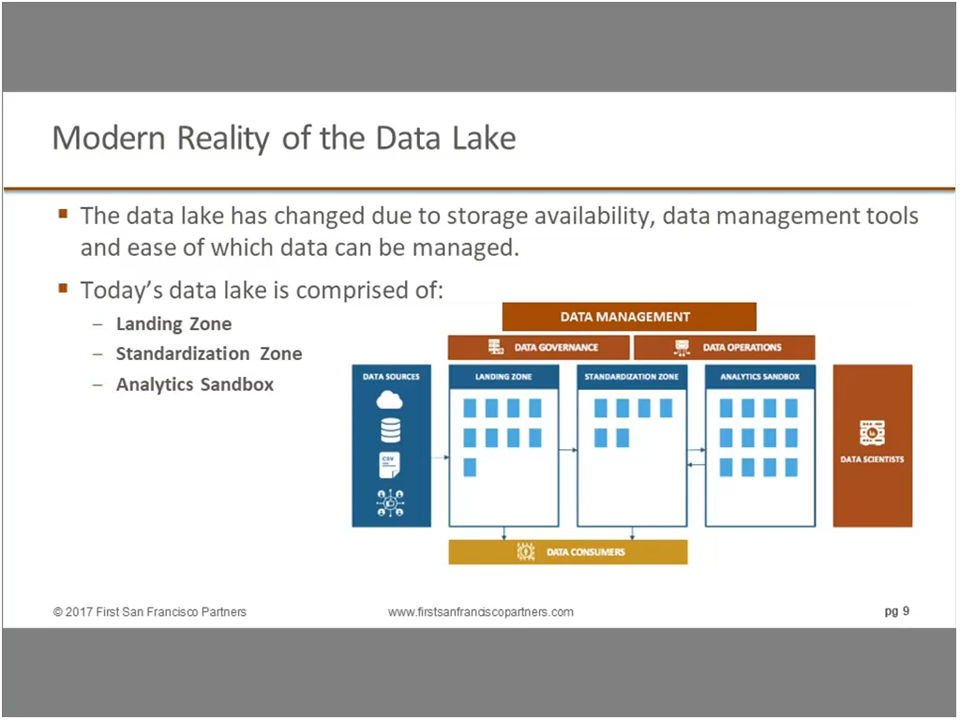 Modern Reality of the Data Lake
The data lake has changed due to storage availability, data management tools
and ease of which data can be managed.
Today's data lake is comprised of:
– Landing Zone
– Standardization Zone
– Analytics Sandbox
DATA MANAGEMENT
DATA GOVERNANCE
DATA OPERATIONS
DATA SOURCES
LANDING ZONE
STANDARDIZATION ZONE
ANALYTICS SANDBOX
CSV
DATA SCIENTISTS
DATA CONSUMERS
© 2017 First San Francisco Partners
www.firstsanfranciscopartners.com
pg 9